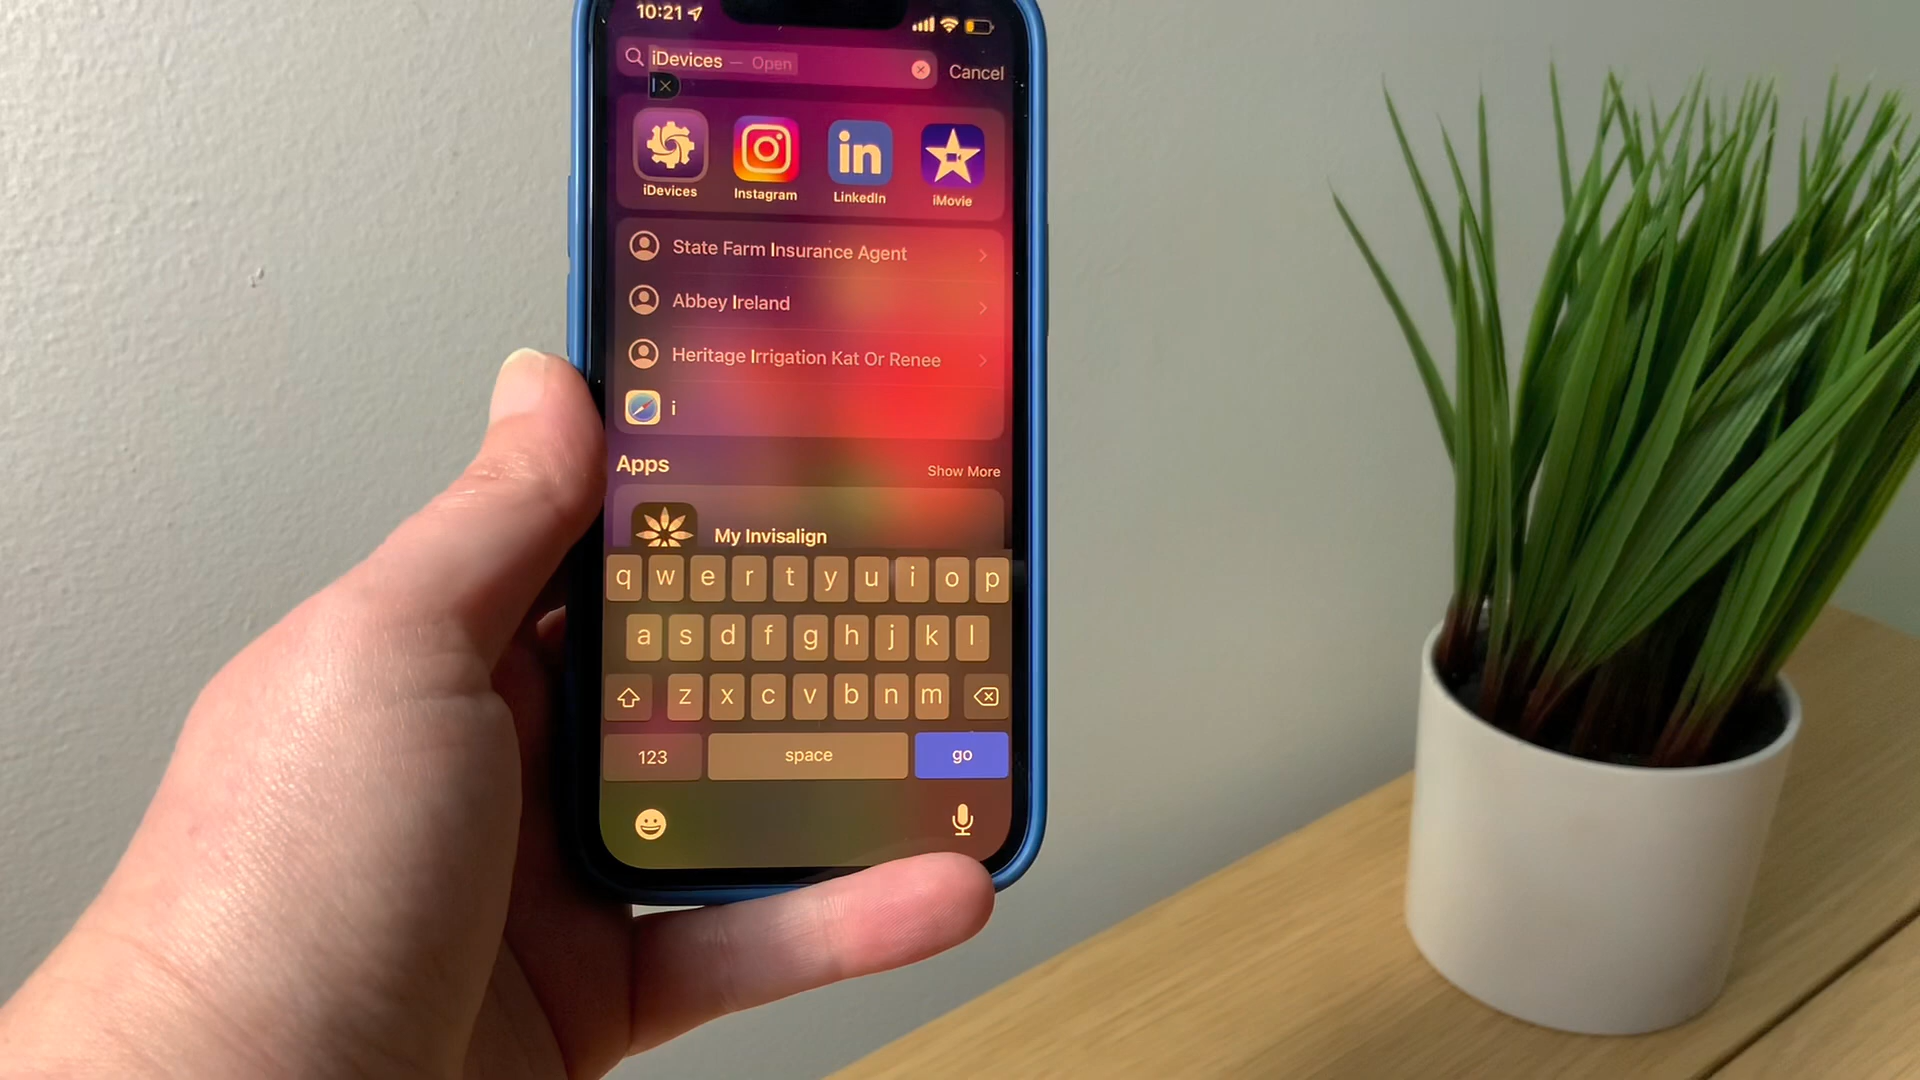 10:21
iDevices — Open
Cancel
I
iDevices
Instagram
in
LinkedIn
iMovie
State Farm Insurance Agent
Abbey Ireland
Heritage Irrigation Kat Or Renee
i
Apps
Show More
My Invisalign
q w e r t y u i o p
a s d f g h j k l
z x c v b n m
123 space go